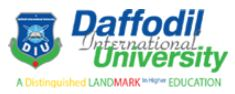 DIU
Daffodil
International
University
A Distinguished LANDMARK In Higher EDUCATION